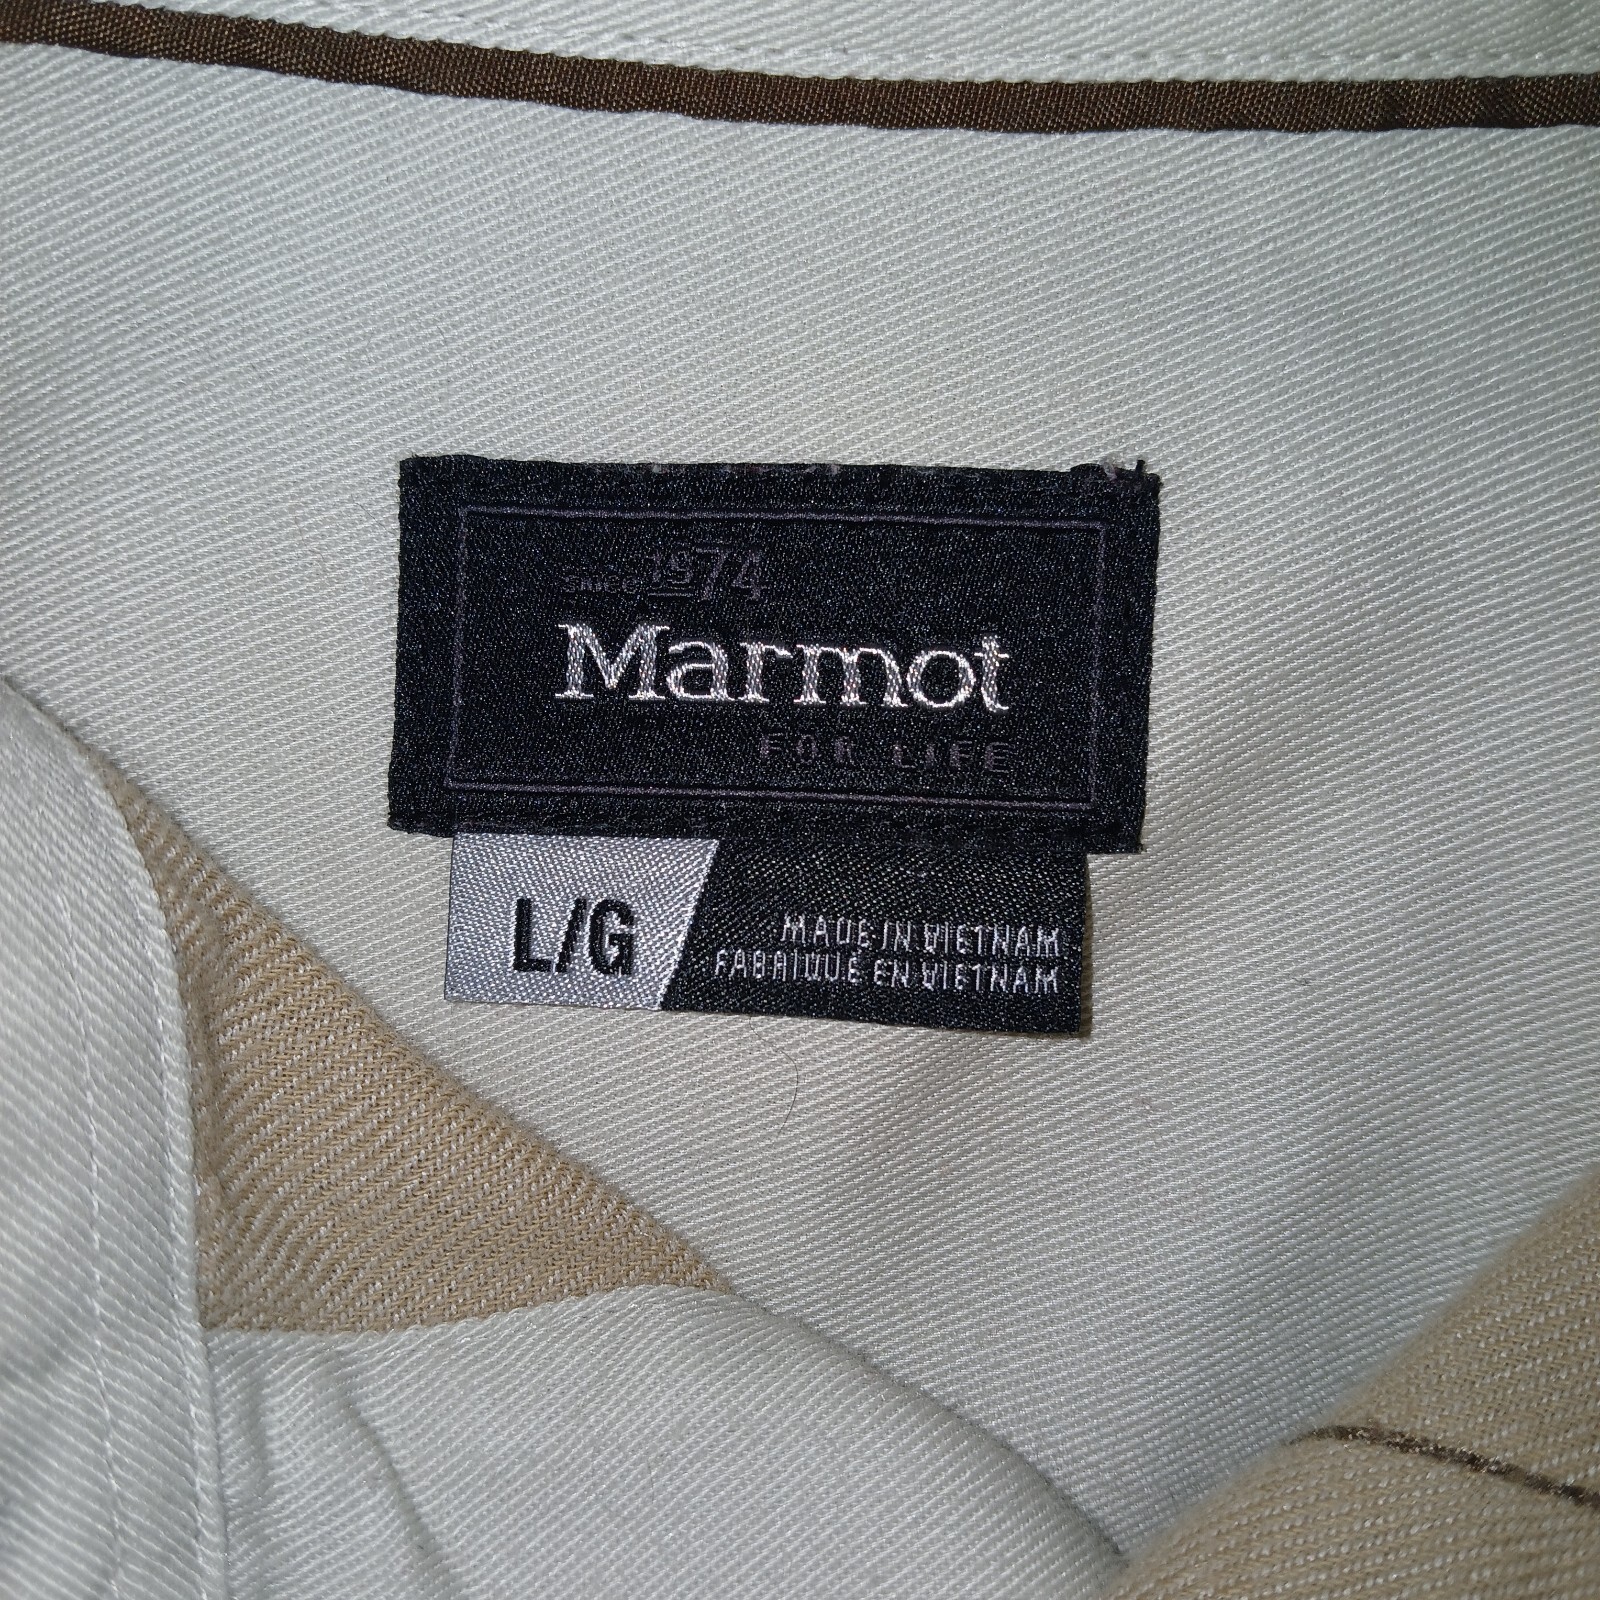 Since 1974
Marmot
FOR LIFE
L/G
MADE IN VIETNAM
FABRIQUÉ EN VIETNAM